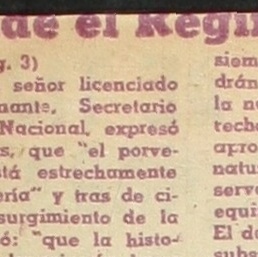 de el Regi
g. 3)
señor licenciado
mante, Secretario
Nacional, expresó
s, que "el porve-
stá estrechamente
ería" y tras de ci-
surgimiento de la
ó: "que la histo-
siem
drán
la n
tech
apro
natu
serv
equi
El d